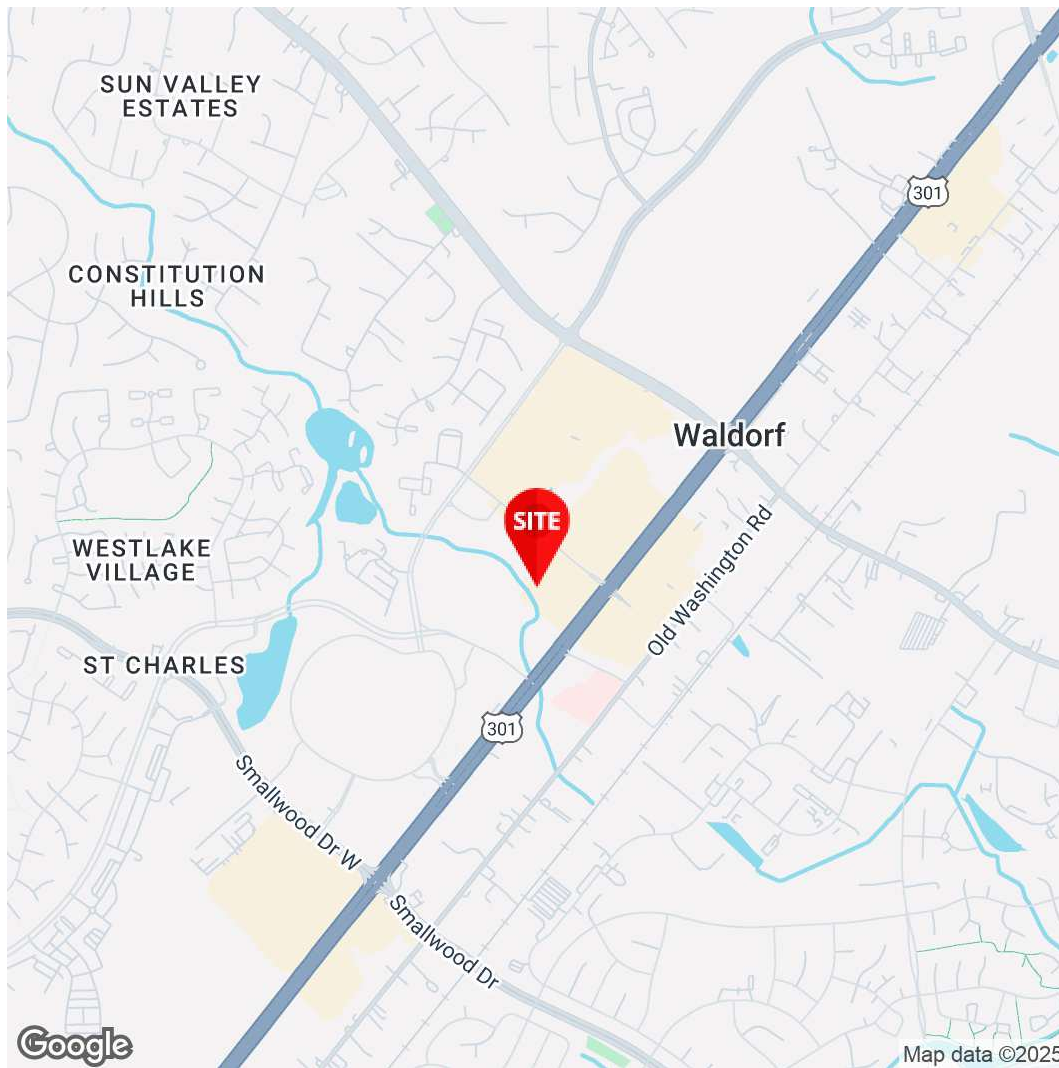 SUN VALLEY
ESTATES
301
CONSTITUTION
HILLS
Waldorf
SITE
WESTLAKE
VILLAGE
Old Washington Rd
ST CHARLES
301
Smallwood Dr W
Smallwood Dr
Google
Map data ©2025